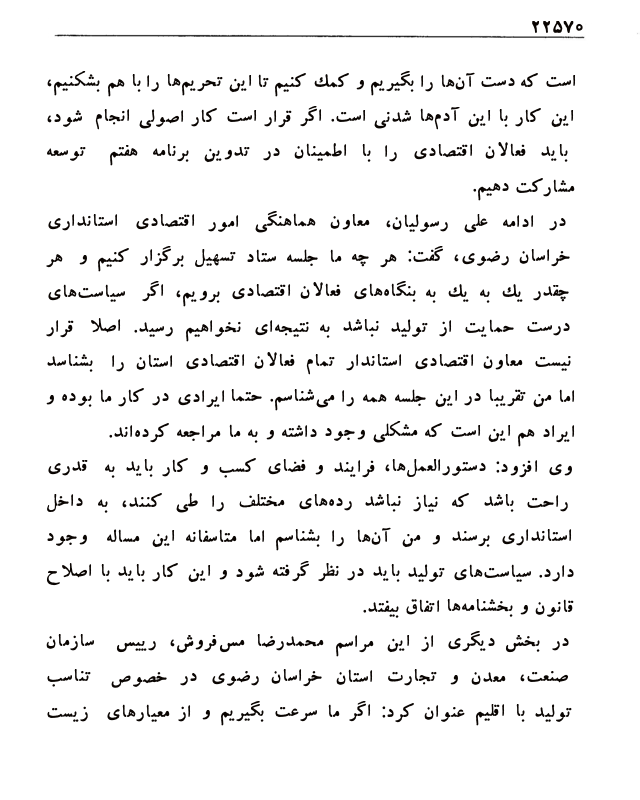 ۲۲۵۷۰
است که دست آن‌ها را بگیریم و کمك کنیم تا این تحریم‌ها را با هم بشکنیم،
این کار با این آدم‌ها شدنی است. اگر قرار است کار اصولی انجام شود،
باید فعالان اقتصادی را با اطمینان در تدوین برنامه هفتم توسعه
مشارکت دهیم.
در ادامه علی رسولیان، معاون هماهنگی امور اقتصادی استانداری
خراسان رضوی، گفت: هر چه ما جلسه ستاد تسهیل برگزار کنیم و هر
چقدر یك به یك به بنگاه‌های فعالان اقتصادی برویم، اگر سیاست‌های
درست حمایت از تولید نباشد به نتیجه‌ای نخواهیم رسید. اصلا قرار
نیست معاون اقتصادی استاندار تمام فعالان اقتصادی استان را بشناسد
اما من تقریبا در این جلسه همه را می‌شناسم. حتما ایرادی در کار ما بوده و
ایراد هم این است که مشکلی وجود داشته و به ما مراجعه کرده‌اند.
وی افزود: دستورالعمل‌ها، فرایند و فضای کسب و کار باید به قدری
راحت باشد که نیاز نباشد رده‌های مختلف را طی کنند، به داخل
استانداری برسند و من آن‌ها را بشناسم اما متاسفانه این مساله وجود
دارد. سیاست‌های تولید باید در نظر گرفته شود و این کار باید با اصلاح
قانون و بخشنامه‌ها اتفاق بیفتد.
در بخش دیگری از این مراسم محمدرضا مس‌فروش، رییس سازمان
صنعت، معدن و تجارت استان خراسان رضوی در خصوص تناسب
تولید با اقلیم عنوان کرد: اگر ما سرعت بگیریم و از معیارهای زیست